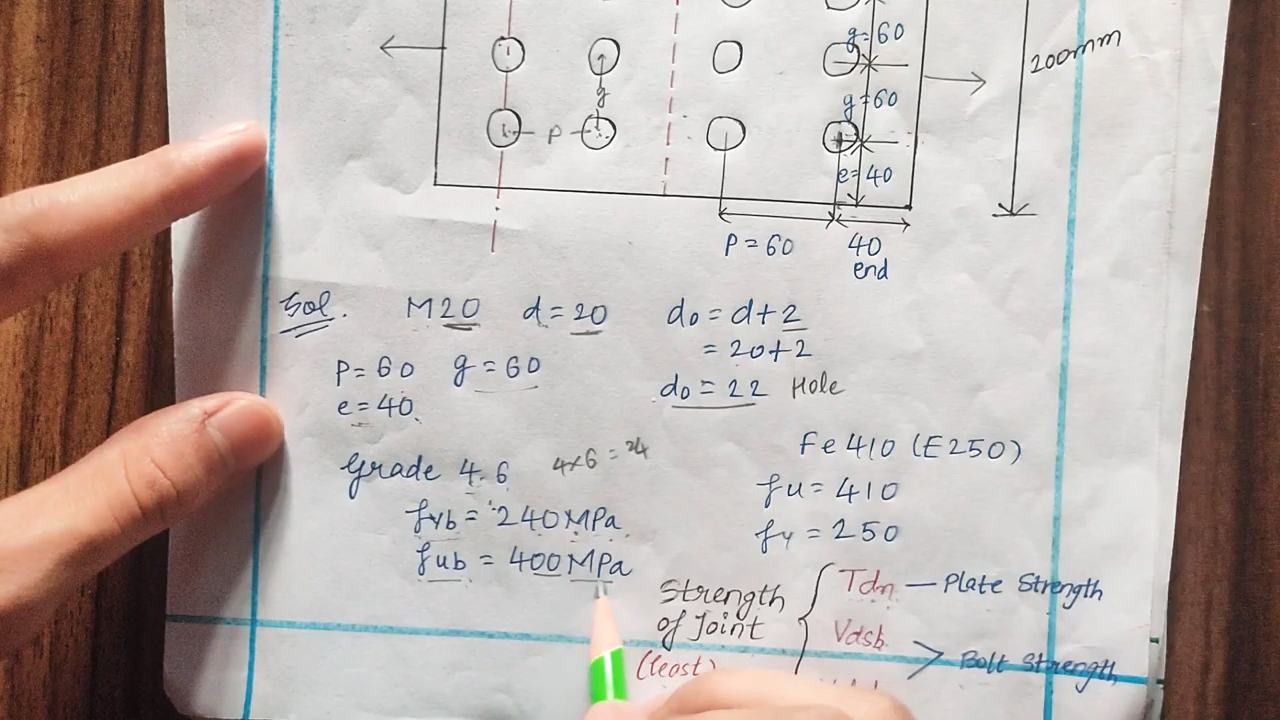 g=60
200mm
g
g=60
P
e=40
P=60
40
end
Sol.
M20 d=20 do = d+2
= 20+2
P=60 g=60
do = 22 Hole
e=40
Fe410 (E250)
Grade 4.6 4×6=24
fu=410
fyb = 240MPa
fy=250
fub = 400MPa
Strength of Joint
(least)
Tdn — Plate Strength
Vdsb
Bolt Strength